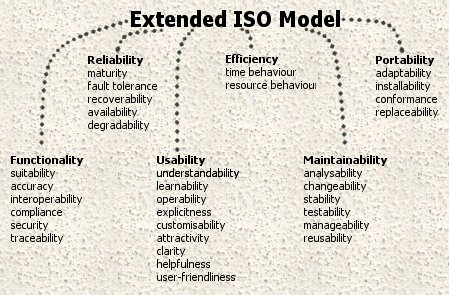 Extended ISO Model
Reliability
maturity
fault tolerance
recoverability
availability
degradability
Efficiency
time behaviour
resource behaviour
Portability
adaptability
installability
conformance
replaceability
Functionality
suitability
accuracy
interoperability
compliance
security
traceability
Usability
understandability
learnability
operability
explicitness
customisability
attractivity
clarity
helpfulness
user-friendliness
Maintainability
analysability
changeability
stability
testability
manageability
reusability